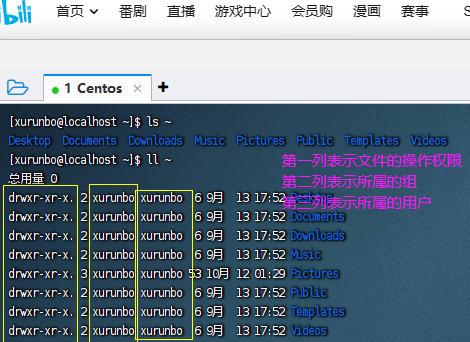 bilibili 首页 番剧 直播 游戏中心 会员购 漫画 赛事
1 Centos × +
[xurunbo@localhost ~]$ ls ~
Desktop Documents Downloads Music Pictures Public Templates Videos
[xurunbo@localhost ~]$ ll ~
第一列表示文件的操作权限
总用量 0
第二列表示所属的组
drwxr-xr-x. 2 xurunbo xurunbo 6 9月 13 17:52
第三列表示所属的用户
drwxr-xr-x. 2 xurunbo xurunbo 6 9月 13 17:52 Documents
drwxr-xr-x. 2 xurunbo xurunbo 6 9月 13 17:52 Downloads
drwxr-xr-x. 2 xurunbo xurunbo 6 9月 13 17:52 Music
drwxr-xr-x. 3 xurunbo xurunbo 53 10月 12 01:29 Pictures
drwxr-xr-x. 2 xurunbo xurunbo 6 9月 13 17:52 Public
drwxr-xr-x. 2 xurunbo xurunbo 6 9月 13 17:52 Templates
drwxr-xr-x. 2 xurunbo xurunbo 6 9月 13 17:52 Videos